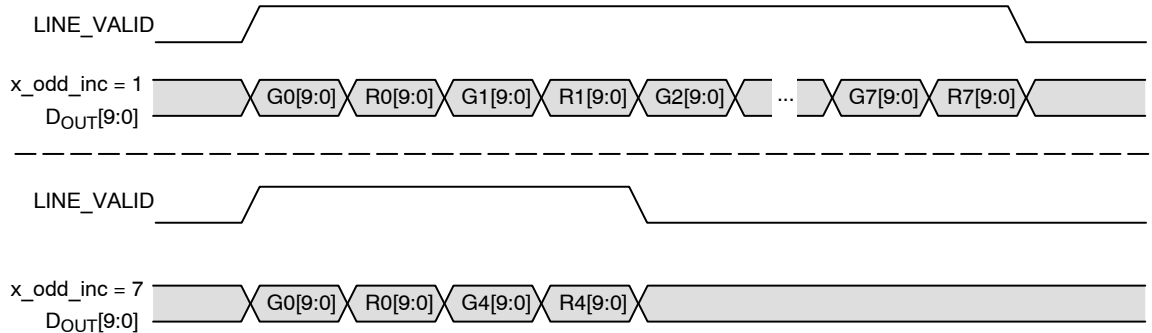 LINE_VALID
x_odd_inc = 1
D_OUT[9:0]
G0[9:0] R0[9:0] G1[9:0] R1[9:0] G2[9:0] ... G7[9:0] R7[9:0]
LINE_VALID
x_odd_inc = 7
D_OUT[9:0]
G0[9:0] R0[9:0] G4[9:0] R4[9:0]